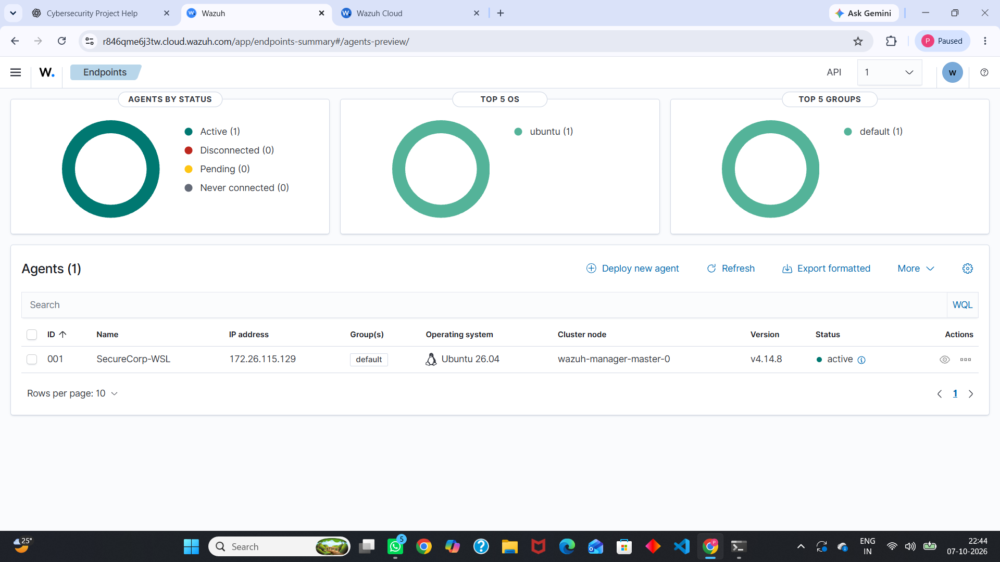 Cybersecurity Project Help
Wazuh
Wazuh Cloud
Ask Gemini
r846qme6j3tw.cloud.wazuh.com/app/endpoints-summary#/agents-preview/
P Paused
W. Endpoints API 1 W
AGENTS BY STATUS
Active (1)
Disconnected (0)
Pending (0)
Never connected (0)
TOP 5 OS
ubuntu (1)
TOP 5 GROUPS
default (1)
Agents (1) Deploy new agent Refresh Export formatted More
Search WQL
ID Name IP address Group(s) Operating system Cluster node Version Status Actions
001 SecureCorp-WSL 172.26.115.129 default Ubuntu 26.04 wazuh-manager-master-0 v4.14.8 active
Rows per page: 10 1
25°
Search
5
ENG
IN
22:44
07-10-2026